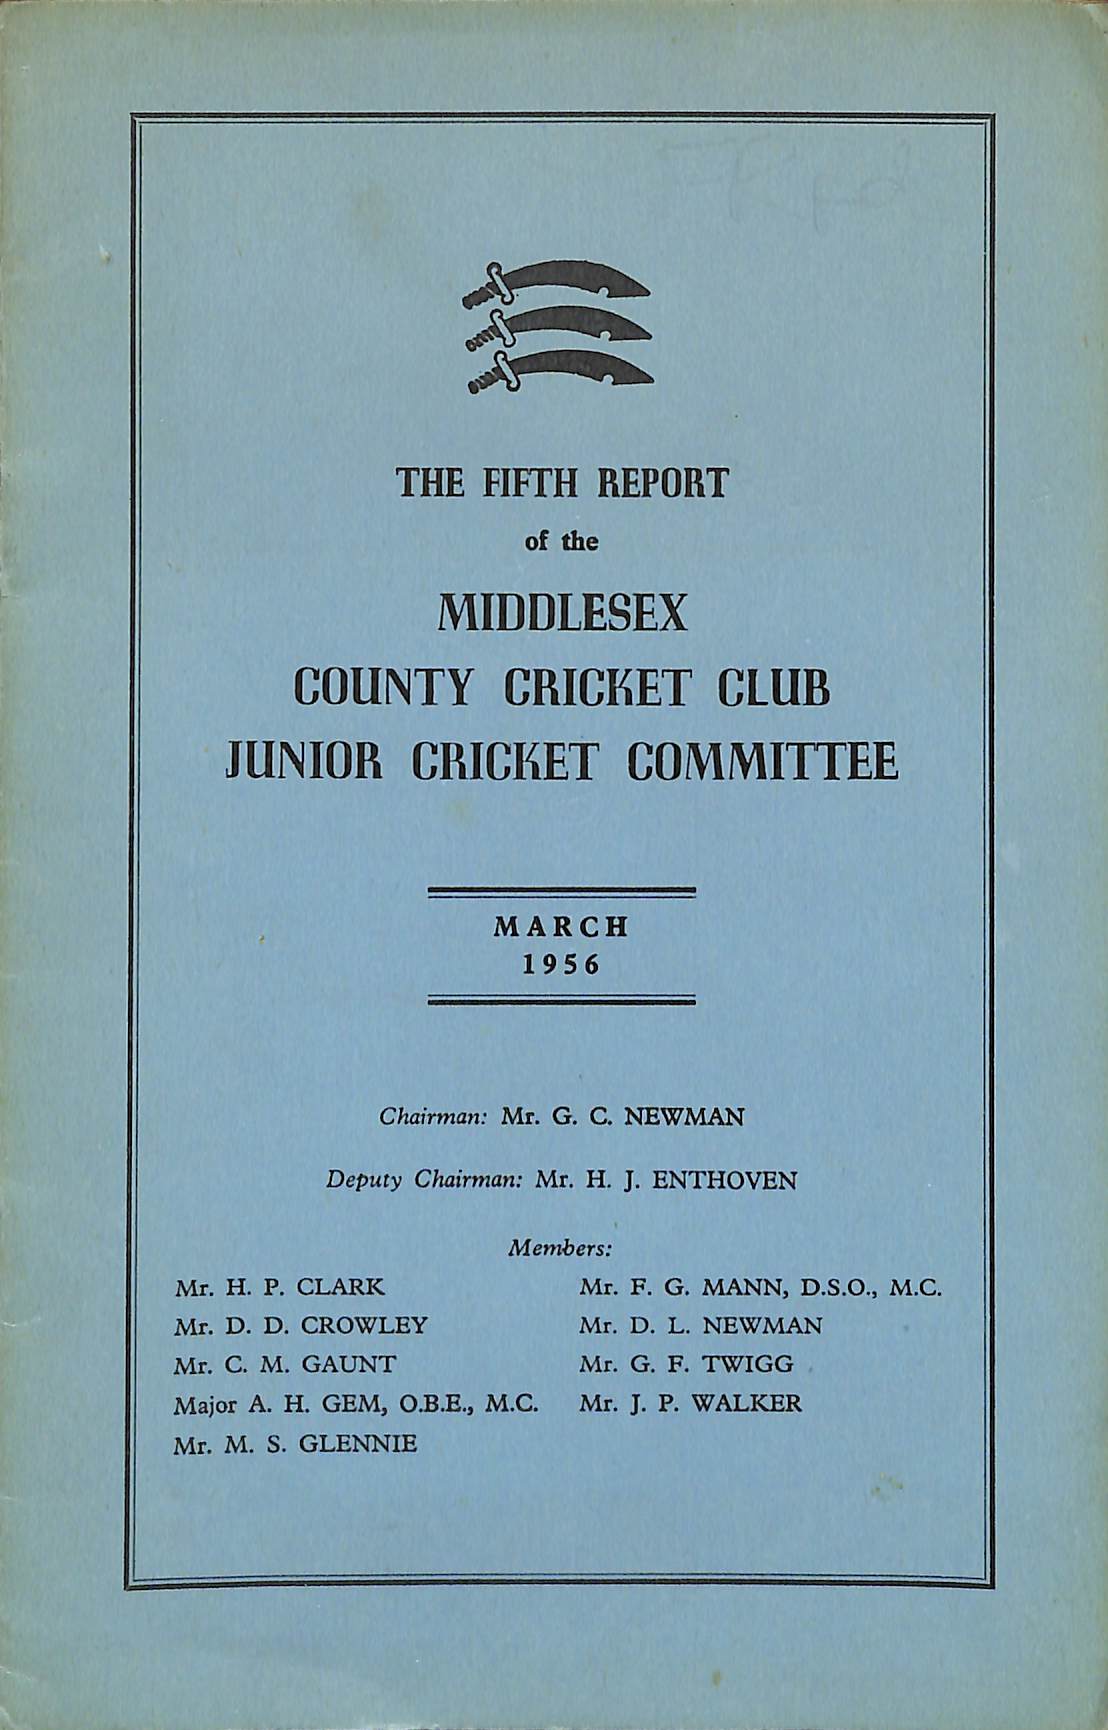 THE FIFTH REPORT
of the
MIDDLESEX
COUNTY CRICKET CLUB
JUNIOR CRICKET COMMITTEE
MARCH
1956
Chairman: Mr. G. C. NEWMAN
Deputy Chairman: Mr. H. J. ENTHOVEN
Members:
Mr. H. P. CLARK
Mr. D. D. CROWLEY
Mr. C. M. GAUNT
Major A. H. GEM, O.B.E., M.C.
Mr. M. S. GLENNIE
Mr. F. G. MANN, D.S.O., M.C.
Mr. D. L. NEWMAN
Mr. G. F. TWIGG
Mr. J. P. WALKER